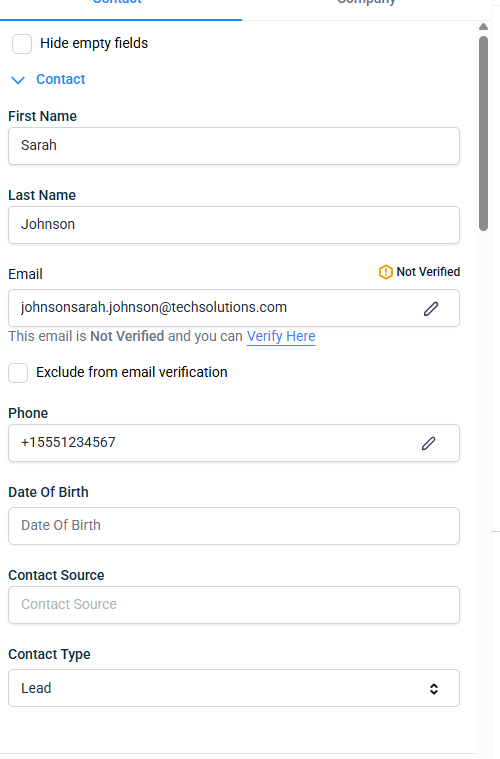 Contact Company
Hide empty fields
Contact
First Name
Sarah
Last Name
Johnson
Email Not Verified
johnsonsarah.johnson@techsolutions.com
This email is Not Verified and you can Verify Here
Exclude from email verification
Phone
+15551234567
Date Of Birth
Date Of Birth
Contact Source
Contact Source
Contact Type
Lead